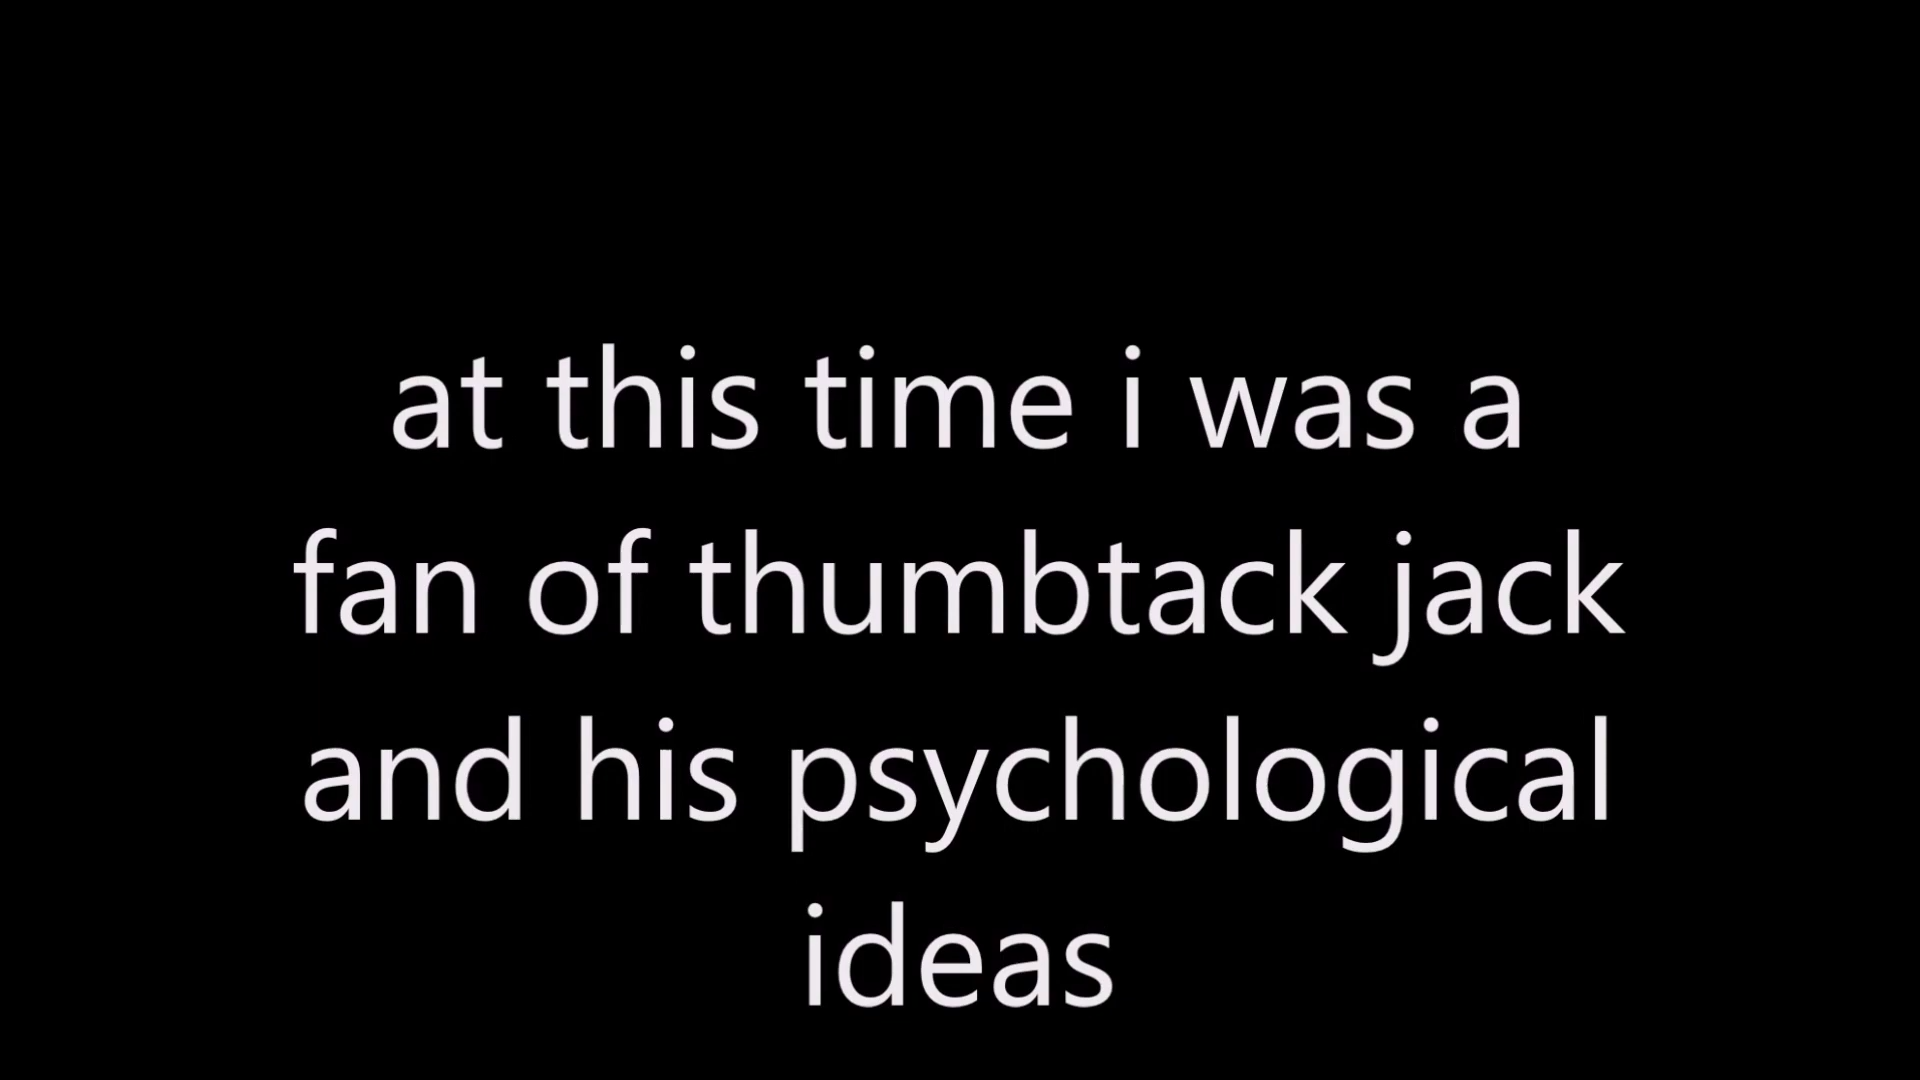 at this time i was a
fan of thumbtack jack
and his psychological
ideas